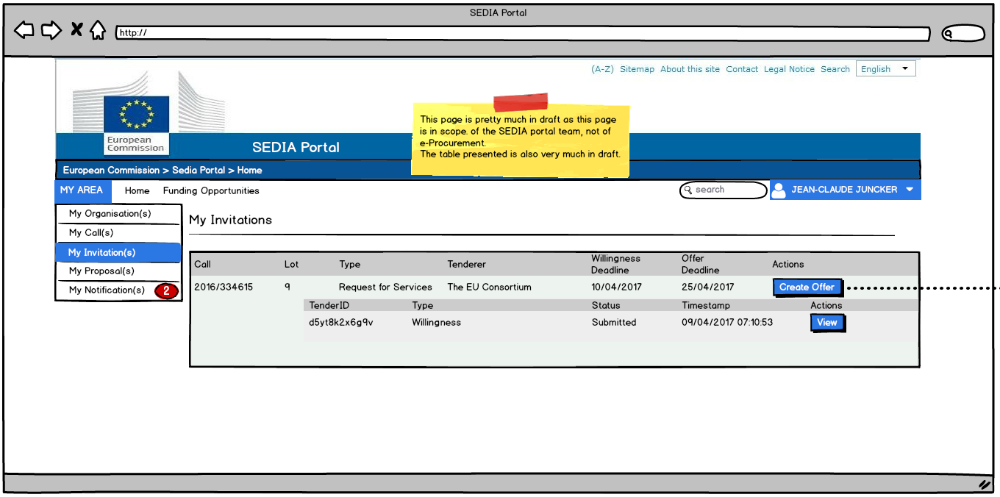 SEDIA Portal
http://
(A-Z) Sitemap About this site Contact Legal Notice Search English
This page is pretty much in draft as this page
is in scope. of the SEDIA portal team, not of
e-Procurement.
The table presented is also very much in draft.
European
Commission
SEDIA Portal
European Commission > Sedia Portal > Home
MY AREA Home Funding Opportunities search JEAN-CLAUDE JUNCKER
My Organisation(s)
My Call(s)
My Invitation(s)
My Proposal(s)
My Notification(s) 2
My Invitations
Call Lot Type Tenderer Willingness Deadline Offer Deadline Actions
2016/334615 9 Request for Services The EU Consortium 10/04/2017 25/04/2017 Create Offer
TenderID Type Status Timestamp Actions
d5yt8k2x6g9v Willingness Submitted 09/04/2017 07:10:53 View